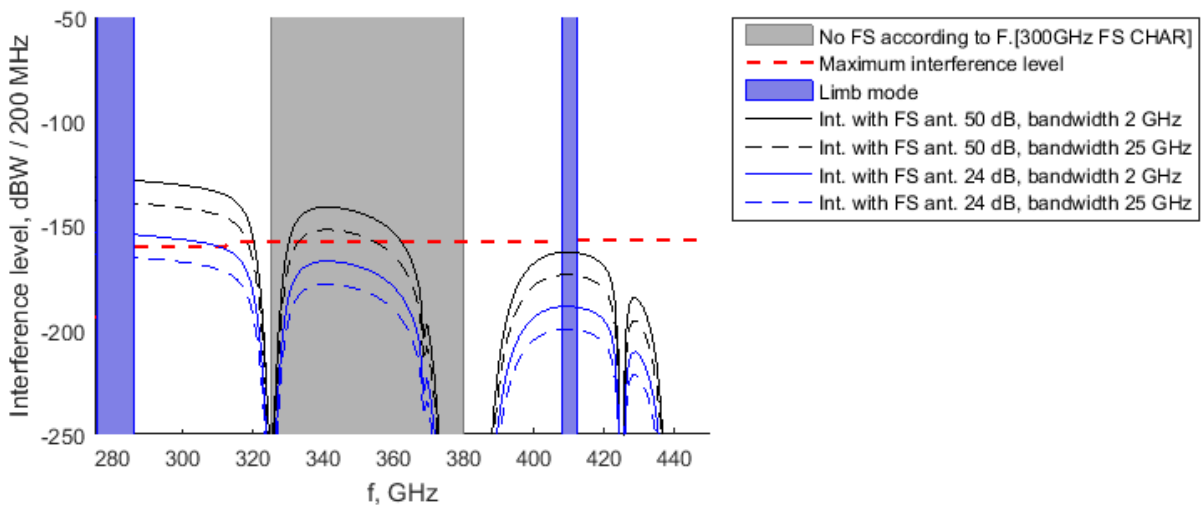 Interference level, dBW / 200 MHz
-50
-100
-150
-200
-250
280
300
320
340
360
380
400
420
440
f, GHz
No FS according to F.[300GHz FS CHAR]
Maximum interference level
Limb mode
Int. with FS ant. 50 dB, bandwidth 2 GHz
Int. with FS ant. 50 dB, bandwidth 25 GHz
Int. with FS ant. 24 dB, bandwidth 2 GHz
Int. with FS ant. 24 dB, bandwidth 25 GHz